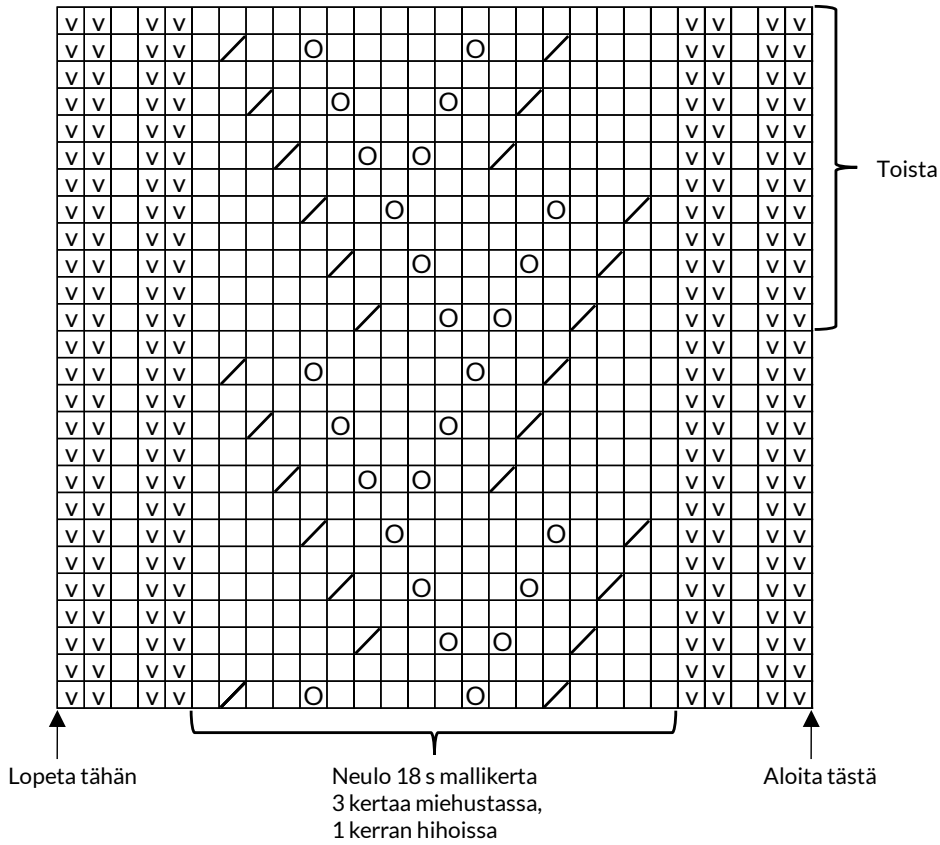 Toista
Lopeta tähän
Neulo 18 s mallikerta
3 kertaa miehustassa,
1 kerran hihoissa
Aloita tästä